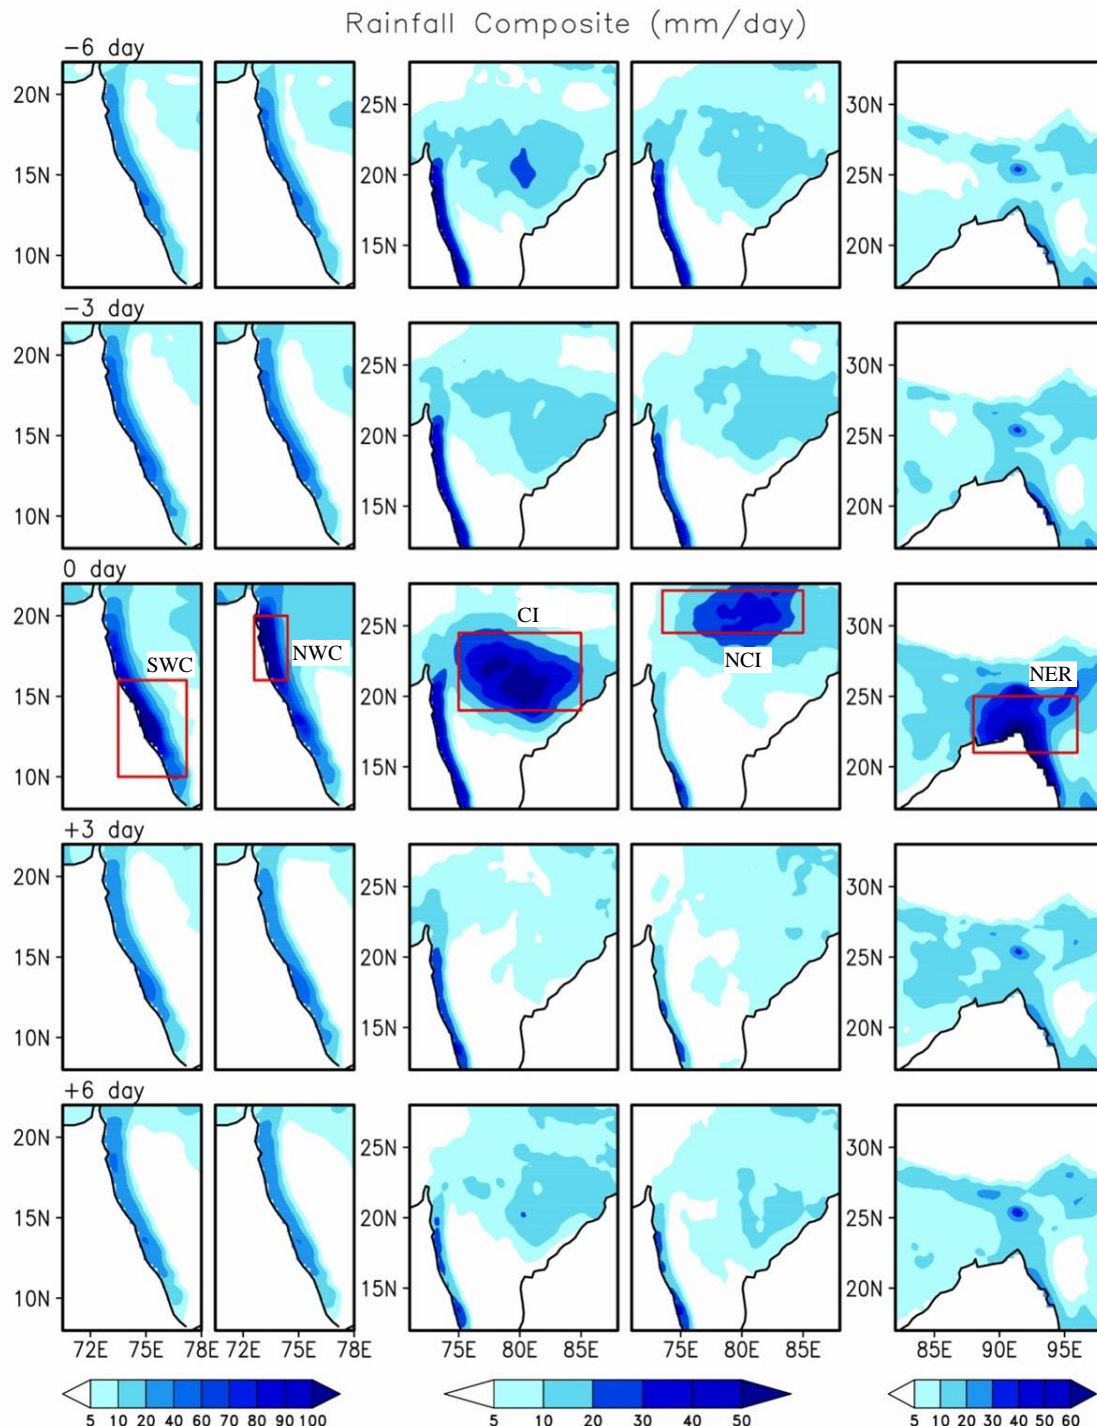 Rainfall Composite (mm/day)
-6 day
20N
15N
10N
25N
20N
15N
30N
25N
20N
-3 day
20N
15N
10N
25N
20N
15N
30N
25N
20N
0 day
20N
15N
10N
SWC
NWC
25N
20N
15N
CI
NCI
30N
25N
20N
NER
+3 day
20N
15N
10N
25N
20N
15N
30N
25N
20N
+6 day
20N
15N
10N
25N
20N
15N
30N
25N
20N
72E 75E 78E 72E 75E 78E 75E 80E 85E 75E 80E 85E 85E 90E 95E
5 10 20 40 60 70 80 90 100
5 10 20 30 40 50
5 10 20 30 40 50 60